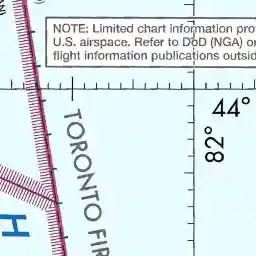 NOTE: Limited chart information pro
U.S. airspace. Refer to DoD (NGA) or
flight information publications outsid
44°
82°
TORONTO FIR
H